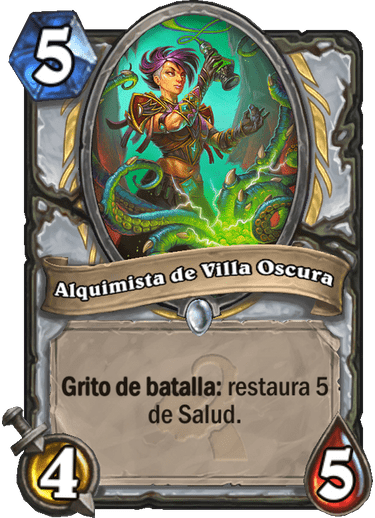 5
Alquimista de Villa Oscura
Grito de batalla: restaura 5
de Salud.
4
5